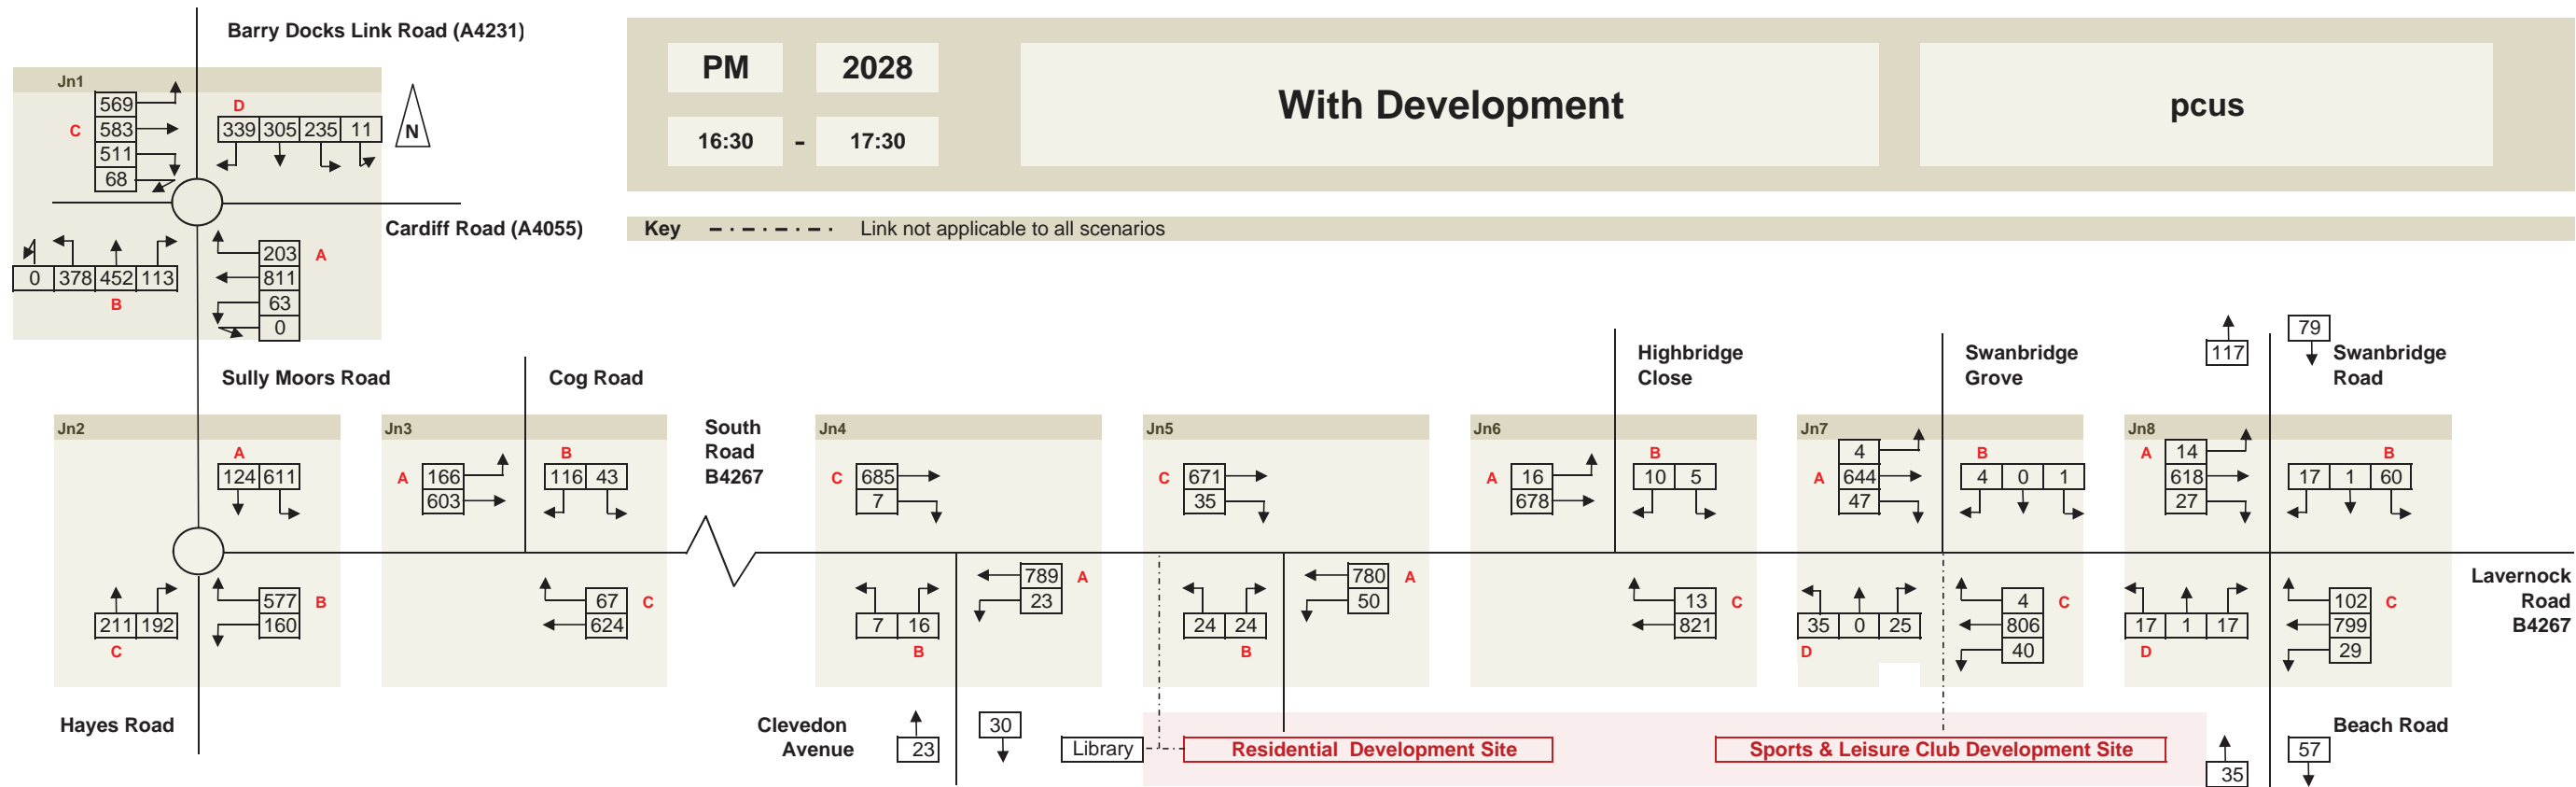 Barry Docks Link Road (A4231)
PM 2028
With Development
pcus
16:30 - 17:30
Key Link not applicable to all scenarios
Jn1
569
C 583
511
68
D
339 305 235 11
N
Cardiff Road (A4055)
0 378 452 113
B
203 A
811
63
0
Sully Moors Road
Cog Road
South
Road
B4267
Highbridge
Close
Swanbridge
Grove
117
79
Swanbridge
Road
Jn2
A
124 611
577 B
160
211 192
C
Hayes Road
Jn3
A 166
603
B
116 43
67 C
624
Jn4
C 685
7
789 A
23
7 16
B
Clevedon
Avenue
23
30
Jn5
C 671
35
780 A
50
24 24
B
Library
Residential Development Site
Jn6
A 16
678
B
10 5
13 C
821
Jn7
4
A 644
47
B
4 0 1
35 0 25
D
4 C
806
40
Sports & Leisure Club Development Site
Jn8
A 14
618
27
B
17 1 60
17 1 17
D
102 C
799
29
Lavernock
Road
B4267
Beach Road
35
57